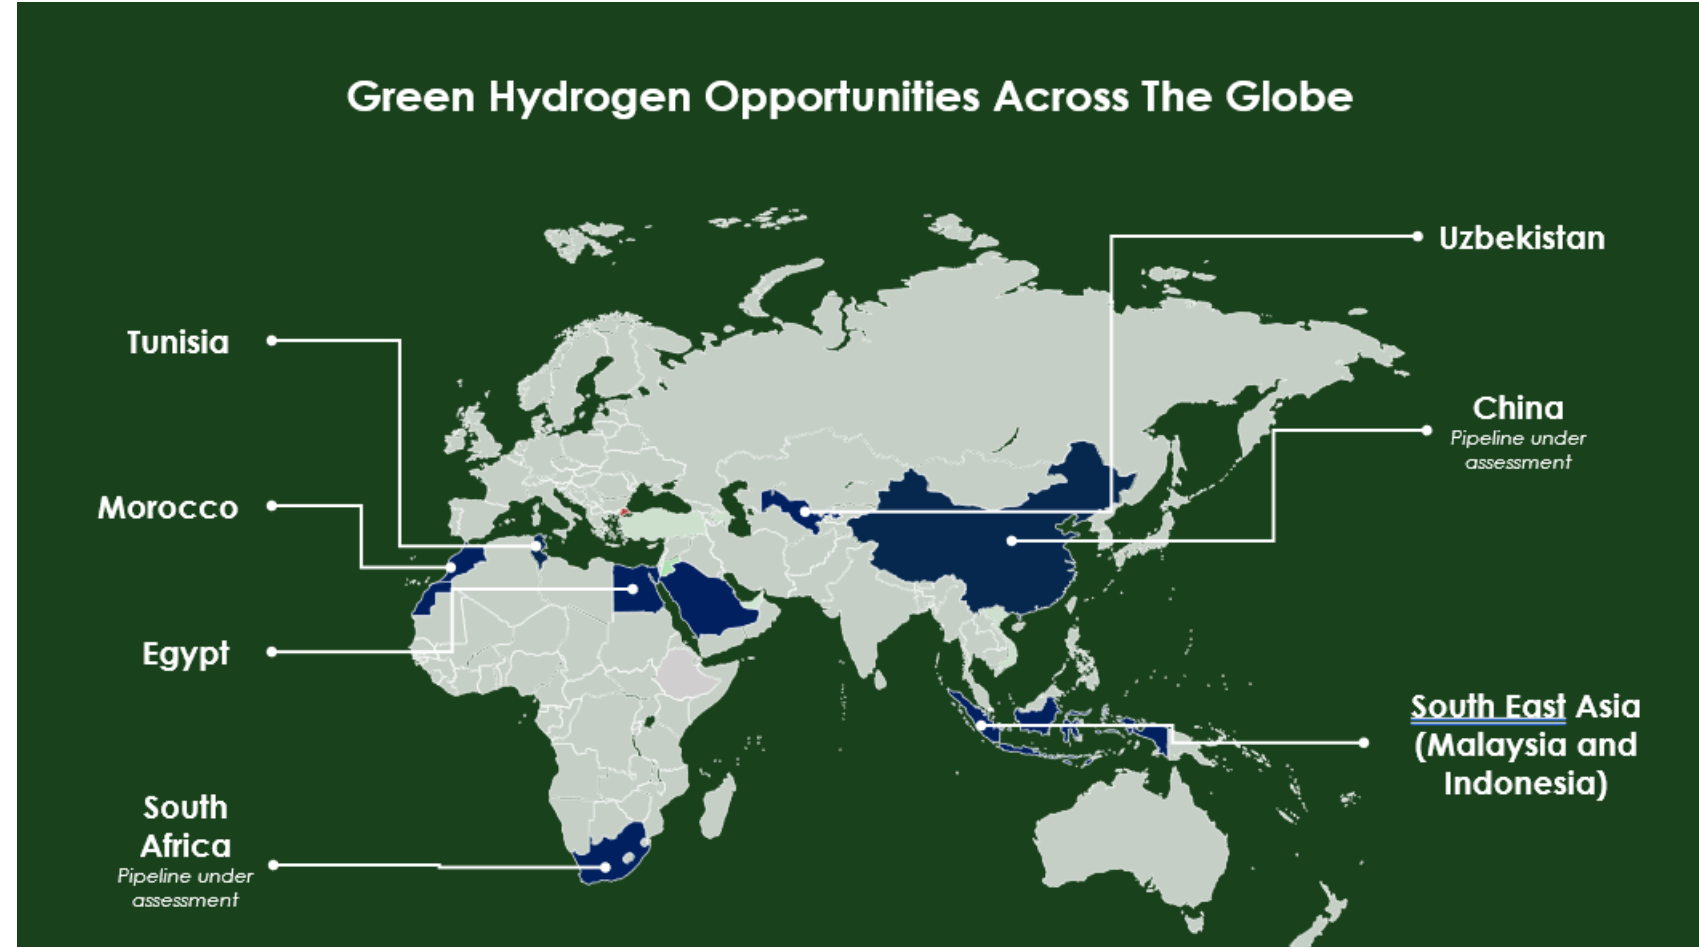 Green Hydrogen Opportunities Across The Globe
Uzbekistan
Tunisia
China
Pipeline under
assessment
Morocco
Egypt
South East Asia
(Malaysia and
Indonesia)
South
Africa
Pipeline under
assessment